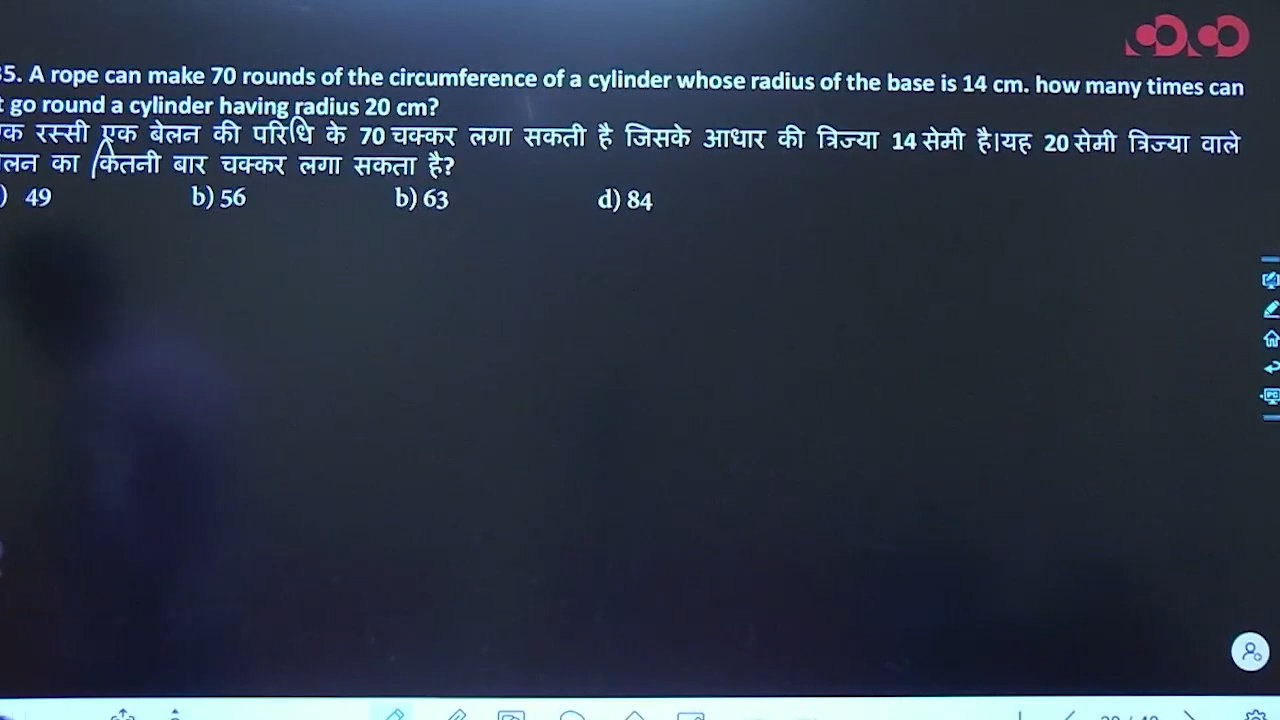 35. A rope can make 70 rounds of the circumference of a cylinder whose radius of the base is 14 cm. how many times can
t go round a cylinder having radius 20 cm?
एक रस्सी एक बेलन की परिधि के 70 चक्कर लगा सकती है जिसके आधार की त्रिज्या 14 सेमी है।यह 20 सेमी त्रिज्या वाले
लन का कितनी बार चक्कर लगा सकता है?
) 49 b) 56 b) 63 d) 84